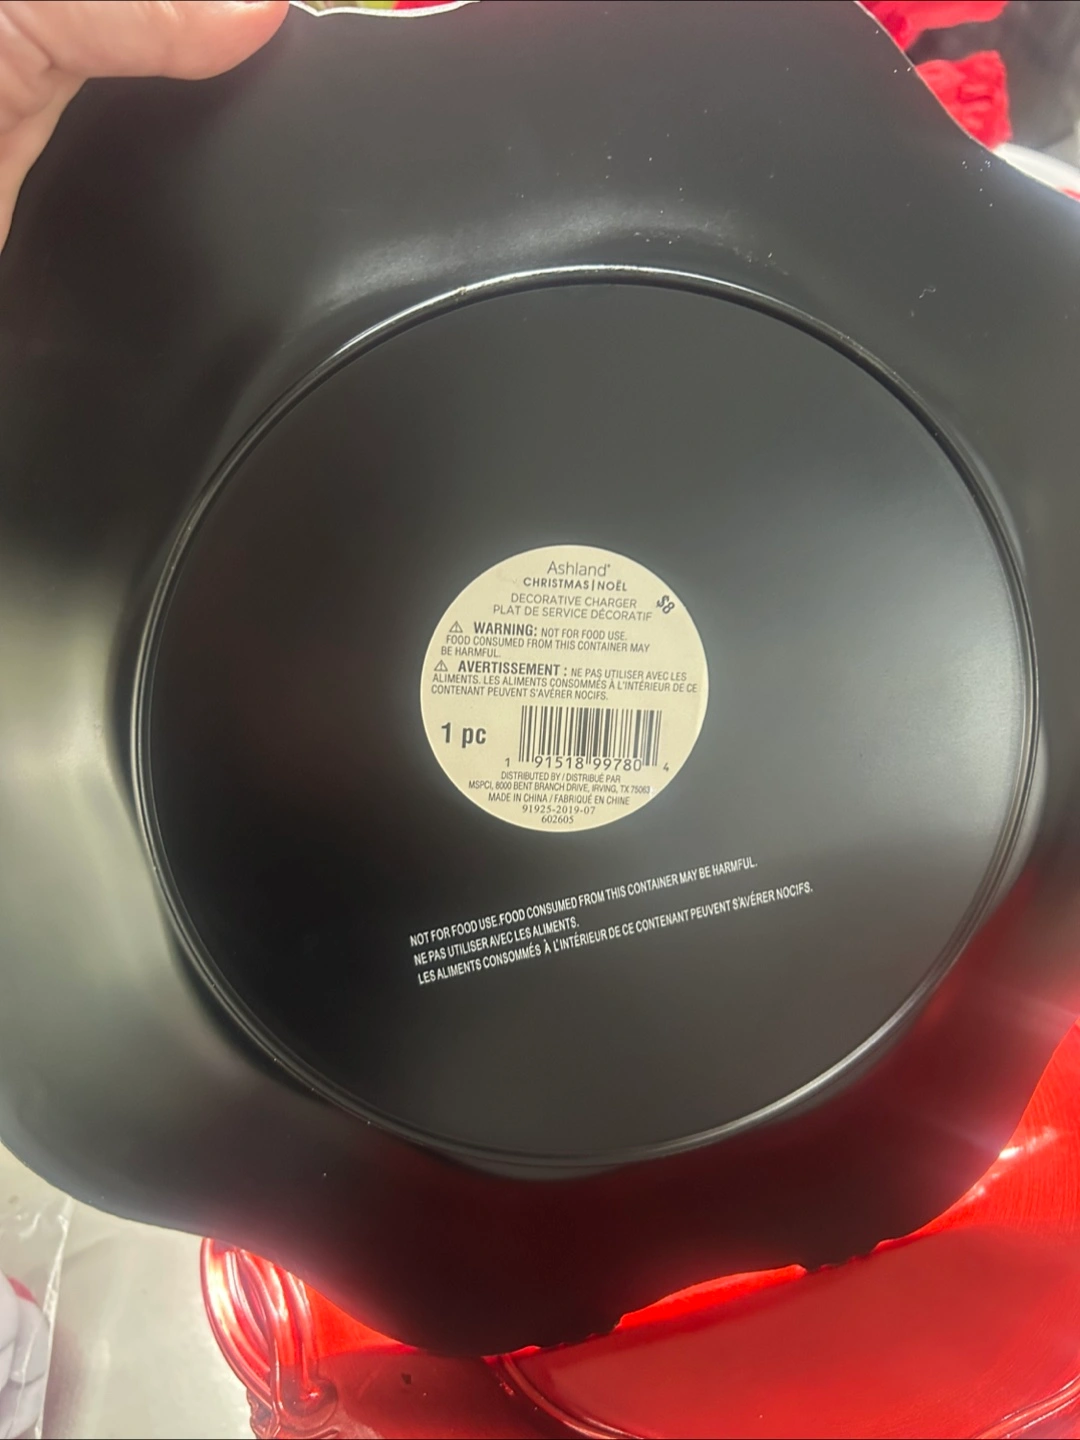 Ashland®
CHRISTMAS | NOËL
DECORATIVE CHARGER
PLAT DE SERVICE DÉCORATIF
$8
⚠ WARNING: NOT FOR FOOD USE.
FOOD CONSUMED FROM THIS CONTAINER MAY
BE HARMFUL.
⚠ AVERTISSEMENT : NE PAS UTILISER AVEC LES
ALIMENTS. LES ALIMENTS CONSOMMÉS À L'INTÉRIEUR DE CE
CONTENANT PEUVENT S'AVÉRER NOCIFS.
1 pc
1 91518 99780 4
DISTRIBUTED BY / DISTRIBUÉ PAR
MSPCI, 8000 BENT BRANCH DRIVE, IRVING, TX 75063
MADE IN CHINA / FABRIQUÉ EN CHINE
91925-2019-07
602605
NOT FOR FOOD USE.FOOD CONSUMED FROM THIS CONTAINER MAY BE HARMFUL.
NE PAS UTILISER AVEC LES ALIMENTS.
LES ALIMENTS CONSOMMÉS À L'INTÉRIEUR DE CE CONTENANT PEUVENT S'AVÉRER NOCIFS.